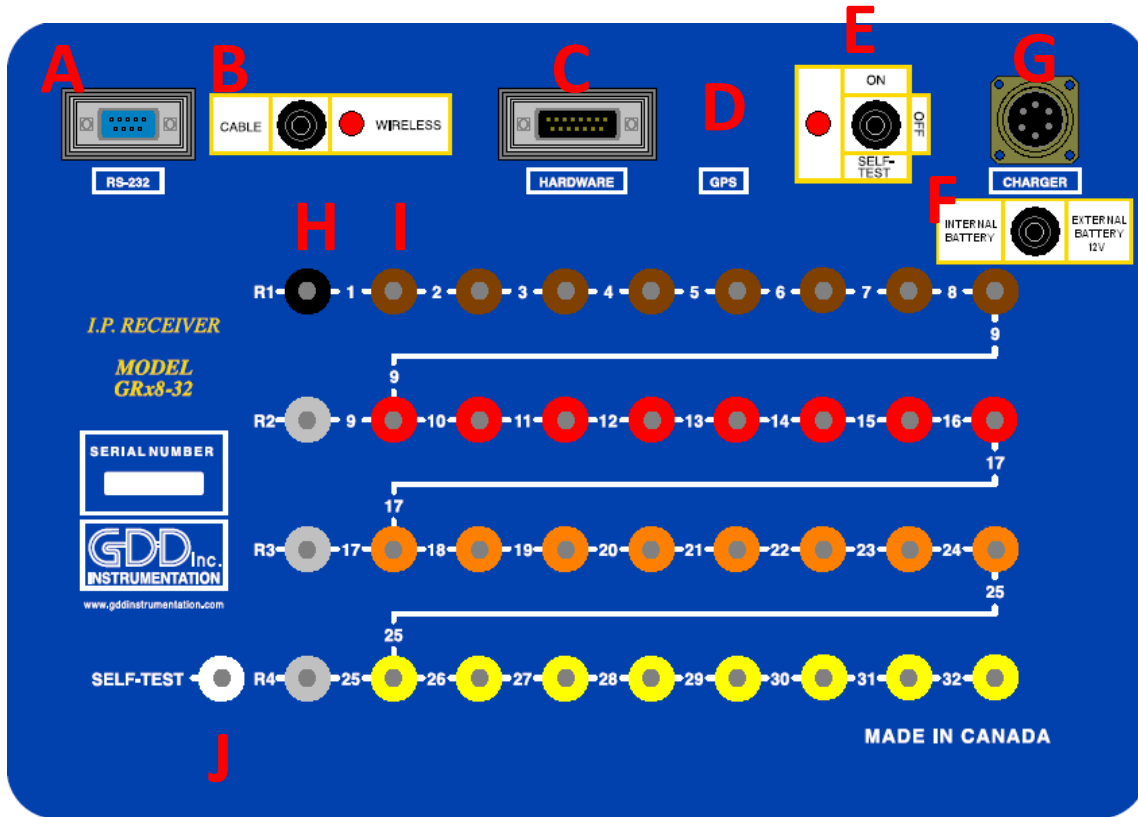 A B C D E G
CABLE WIRELESS
ON
OFF
SELF-
TEST
RS-232 HARDWARE GPS CHARGER
H I F
INTERNAL
BATTERY
EXTERNAL
BATTERY
12V
R1 1 2 3 4 5 6 7 8
9
9
I.P. RECEIVER
MODEL
GRx8-32
R2 9 10 11 12 13 14 15 16
17
17
SERIAL NUMBER
R3 17 18 19 20 21 22 23 24
25
25
GDD Inc.
INSTRUMENTATION
www.gddinstrumentation.com
SELF-TEST R4 25 26 27 28 29 30 31 32
J
MADE IN CANADA